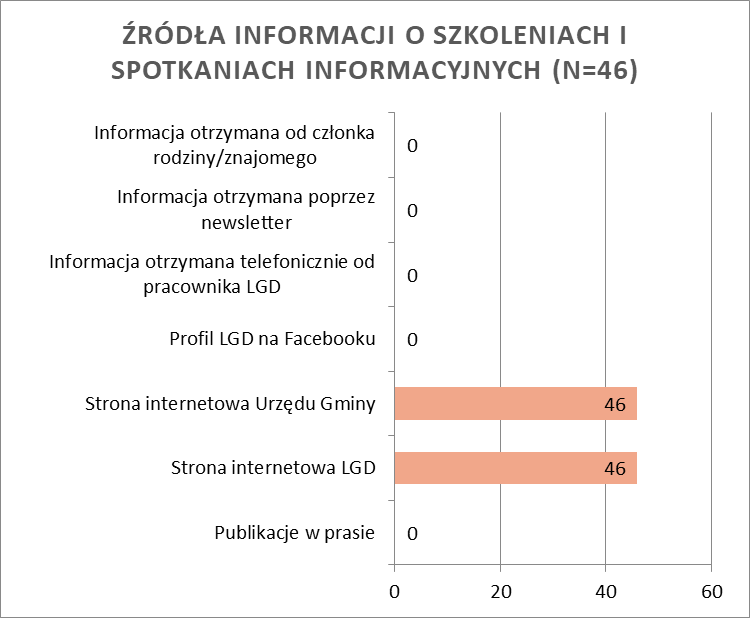 ŹRÓDŁA INFORMACJI O SZKOLENIACH I
SPOTKANIACH INFORMACYJNYCH (N=46)
Informacja otrzymana od członka
rodziny/znajomego
0
Informacja otrzymana poprzez
newsletter
0
Informacja otrzymana telefonicznie od
pracownika LGD
0
Profil LGD na Facebooku
0
Strona internetowa Urzędu Gminy
46
Strona internetowa LGD
46
Publikacje w prasie
0
0
20
40
60